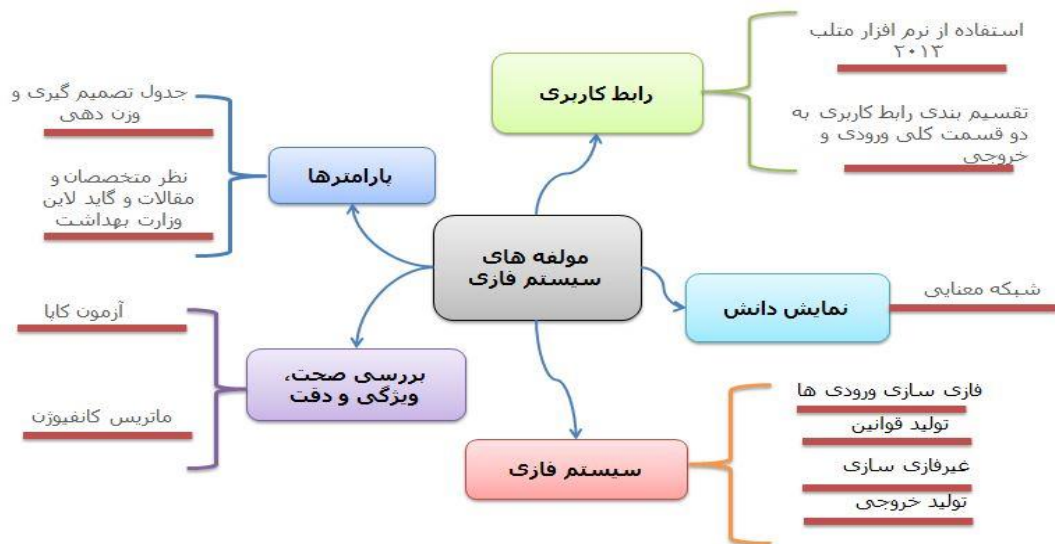 استفاده از نرم افزار متلب
۲۰۱۳
رابط کاربری
تقسیم بندی رابط کاربری به
دو قسمت کلی ورودی و
خروجی
جدول تصمیم گیری و
وزن دهی
پارامترها
نظر متخصصان و
مقالات و گاید لاین
وزارت بهداشت
مولفه های
سیستم فازی
شبکه معنایی
نمایش دانش
آزمون کاپا
بررسی صحت،
ویژگی و دقت
ماتریس کانفیوژن
فازی سازی ورودی ها
تولید قوانین
سیستم فازی
غیرفازی سازی
تولید خروجی